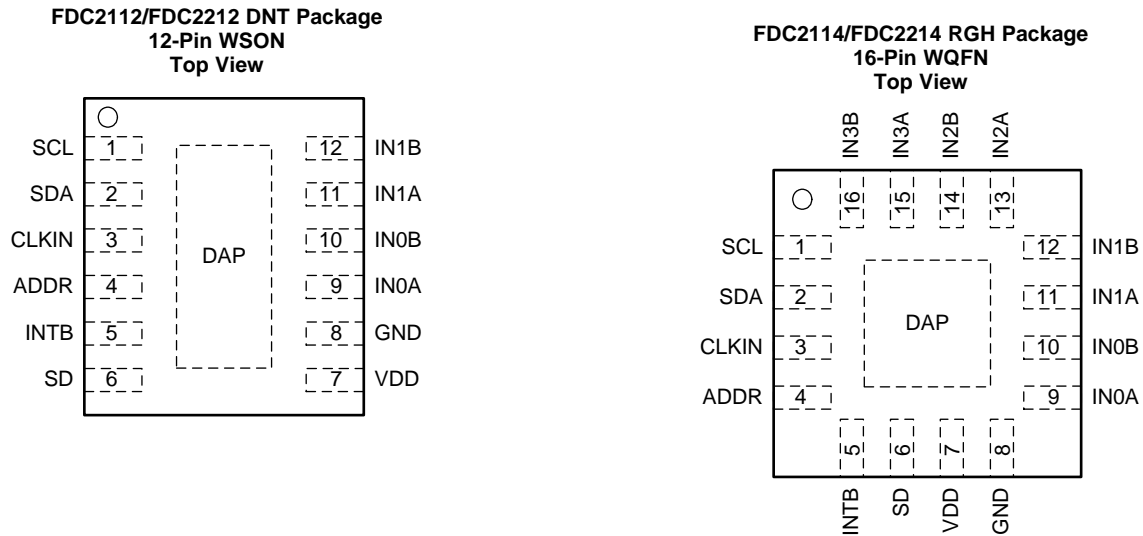 FDC2112/FDC2212 DNT Package
12-Pin WSON
Top View
SCL 1 12 IN1B
SDA 2 11 IN1A
CLKIN 3 10 IN0B
ADDR 4 DAP 9 IN0A
INTB 5 8 GND
SD 6 7 VDD
FDC2114/FDC2214 RGH Package
16-Pin WQFN
Top View
IN3B IN3A IN2B IN2A
16 15 14 13
SCL 1 12 IN1B
SDA 2 11 IN1A
DAP
CLKIN 3 10 IN0B
ADDR 4 9 IN0A
5 6 7 8
INTB SD VDD GND